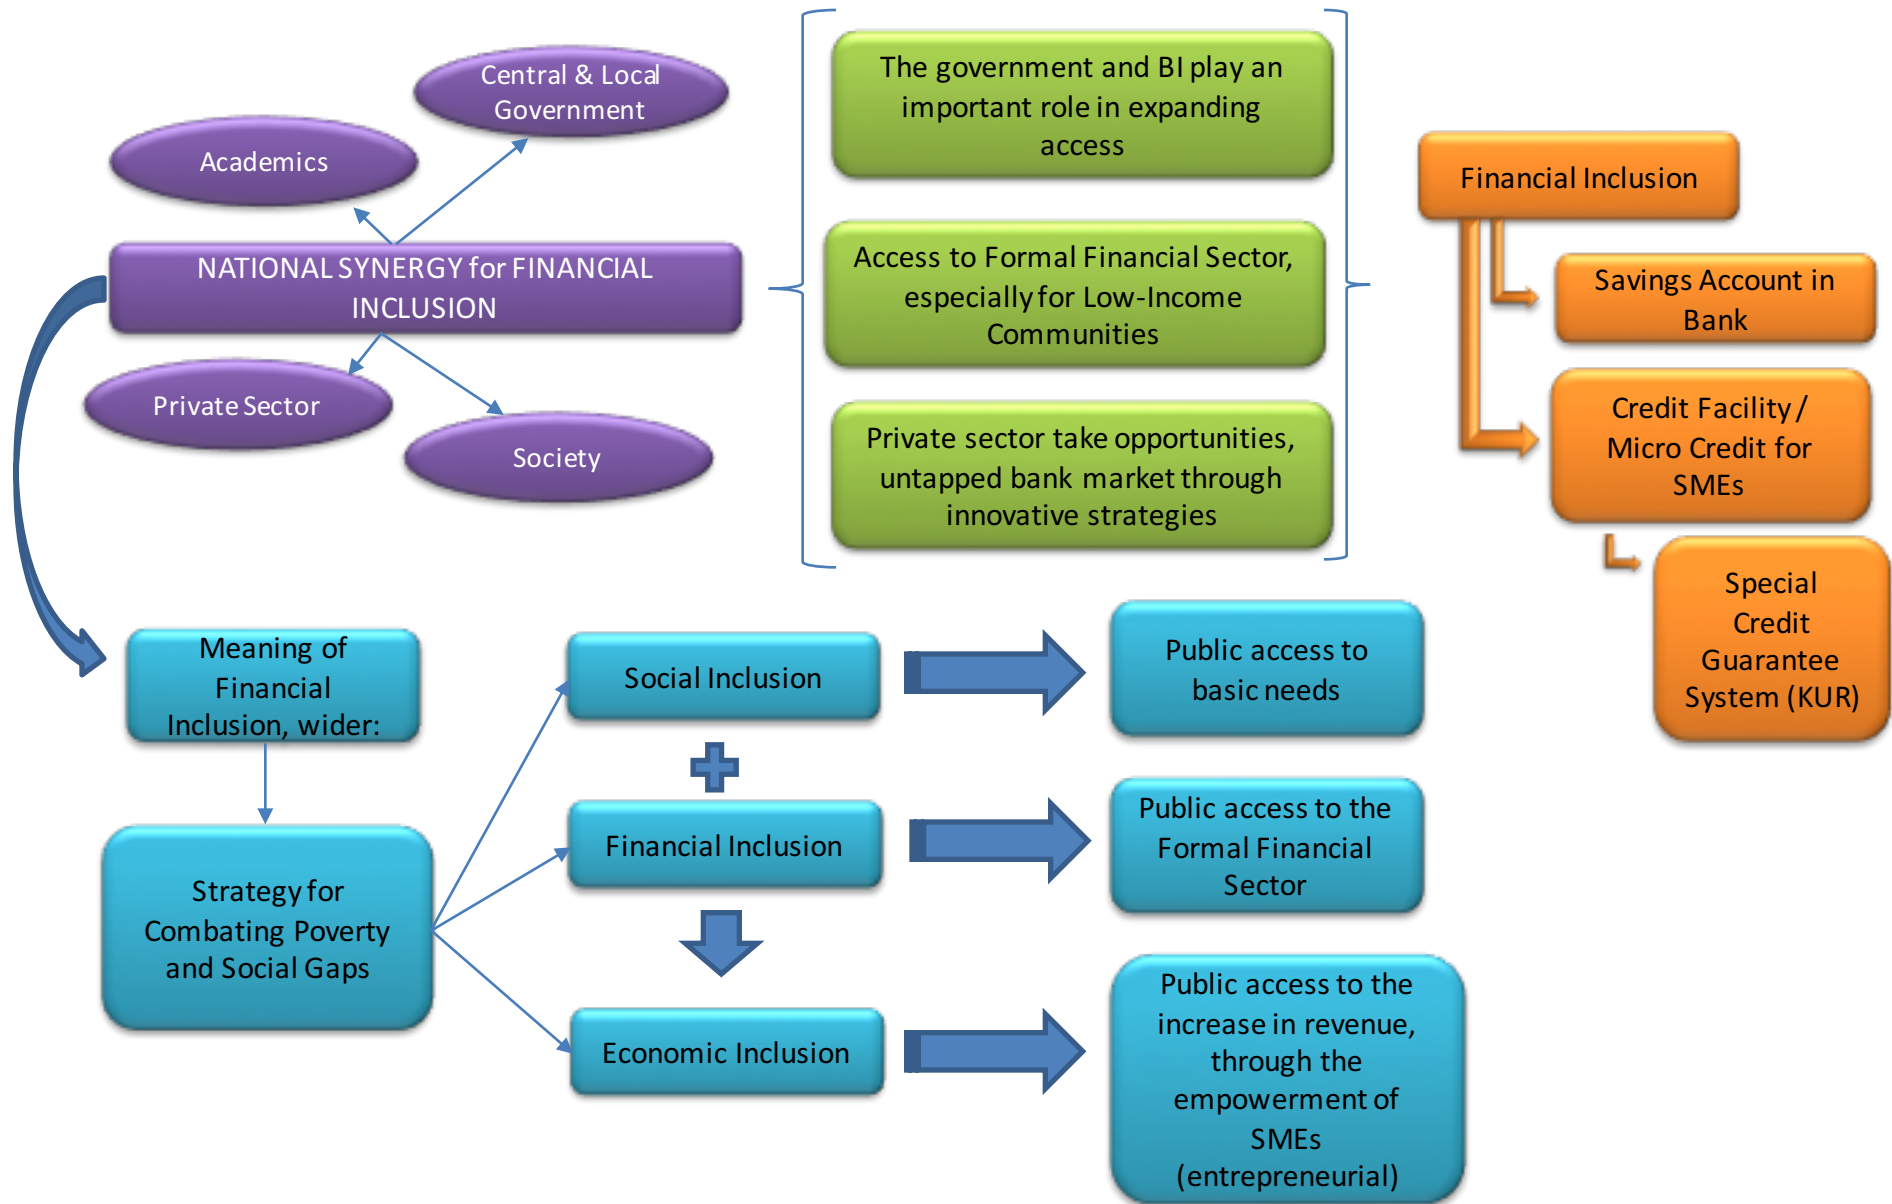 Central & Local
Government
Academics
NATIONAL SYNERGY for FINANCIAL
INCLUSION
Private Sector
Society
The government and BI play an
important role in expanding
access
Access to Formal Financial Sector,
especially for Low-Income
Communities
Private sector take opportunities,
untapped bank market through
innovative strategies
Financial Inclusion
Savings Account in
Bank
Credit Facility /
Micro Credit for
SMEs
Special
Credit
Guarantee
System (KUR)
Meaning of
Financial
Inclusion, wider:
Strategy for
Combating Poverty
and Social Gaps
Social Inclusion
Public access to
basic needs
Financial Inclusion
Public access to the
Formal Financial
Sector
Economic Inclusion
Public access to the
increase in revenue,
through the
empowerment of
SMEs
(entrepreneurial)